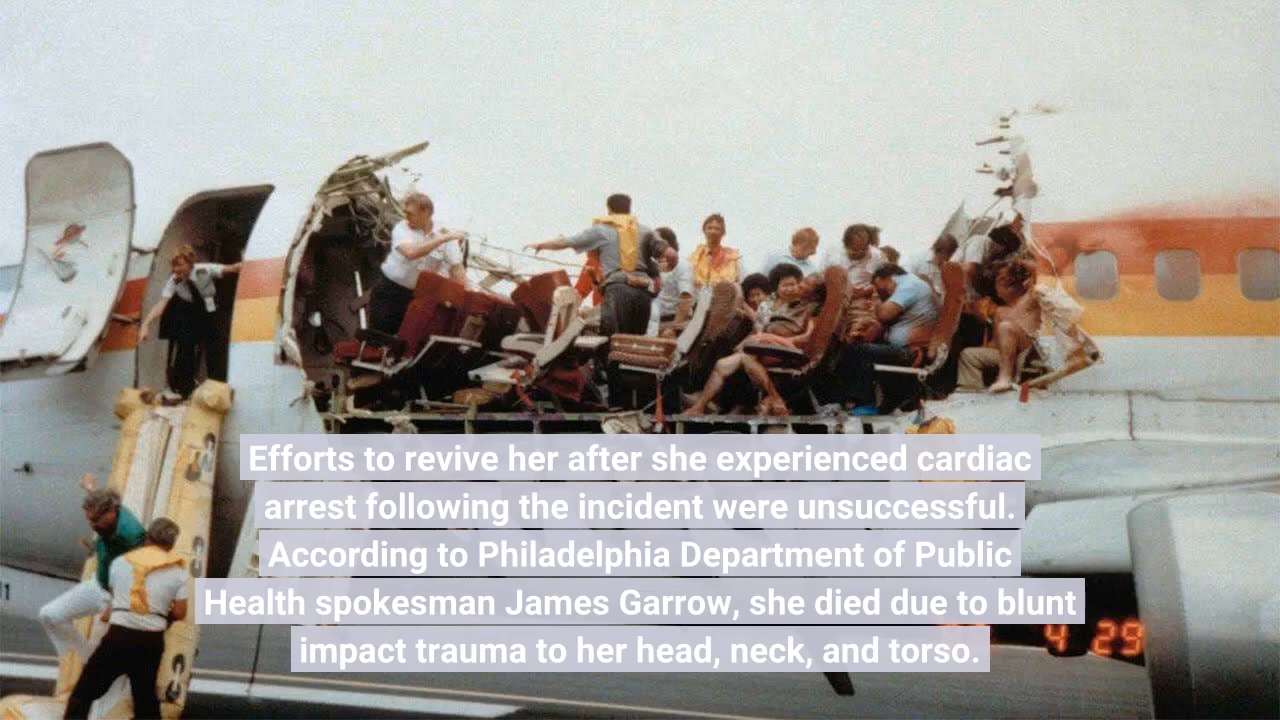 Efforts to revive her after she experienced cardiac
arrest following the incident were unsuccessful.
According to Philadelphia Department of Public
Health spokesman James Garrow, she died due to blunt
impact trauma to her head, neck, and torso.
4 29